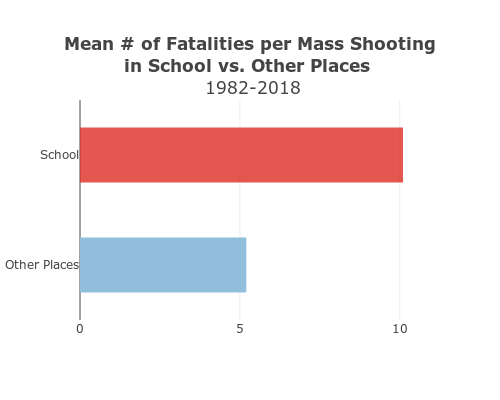 Mean # of Fatalities per Mass Shooting
in School vs. Other Places
1982-2018
School
Other Places
0
5
10